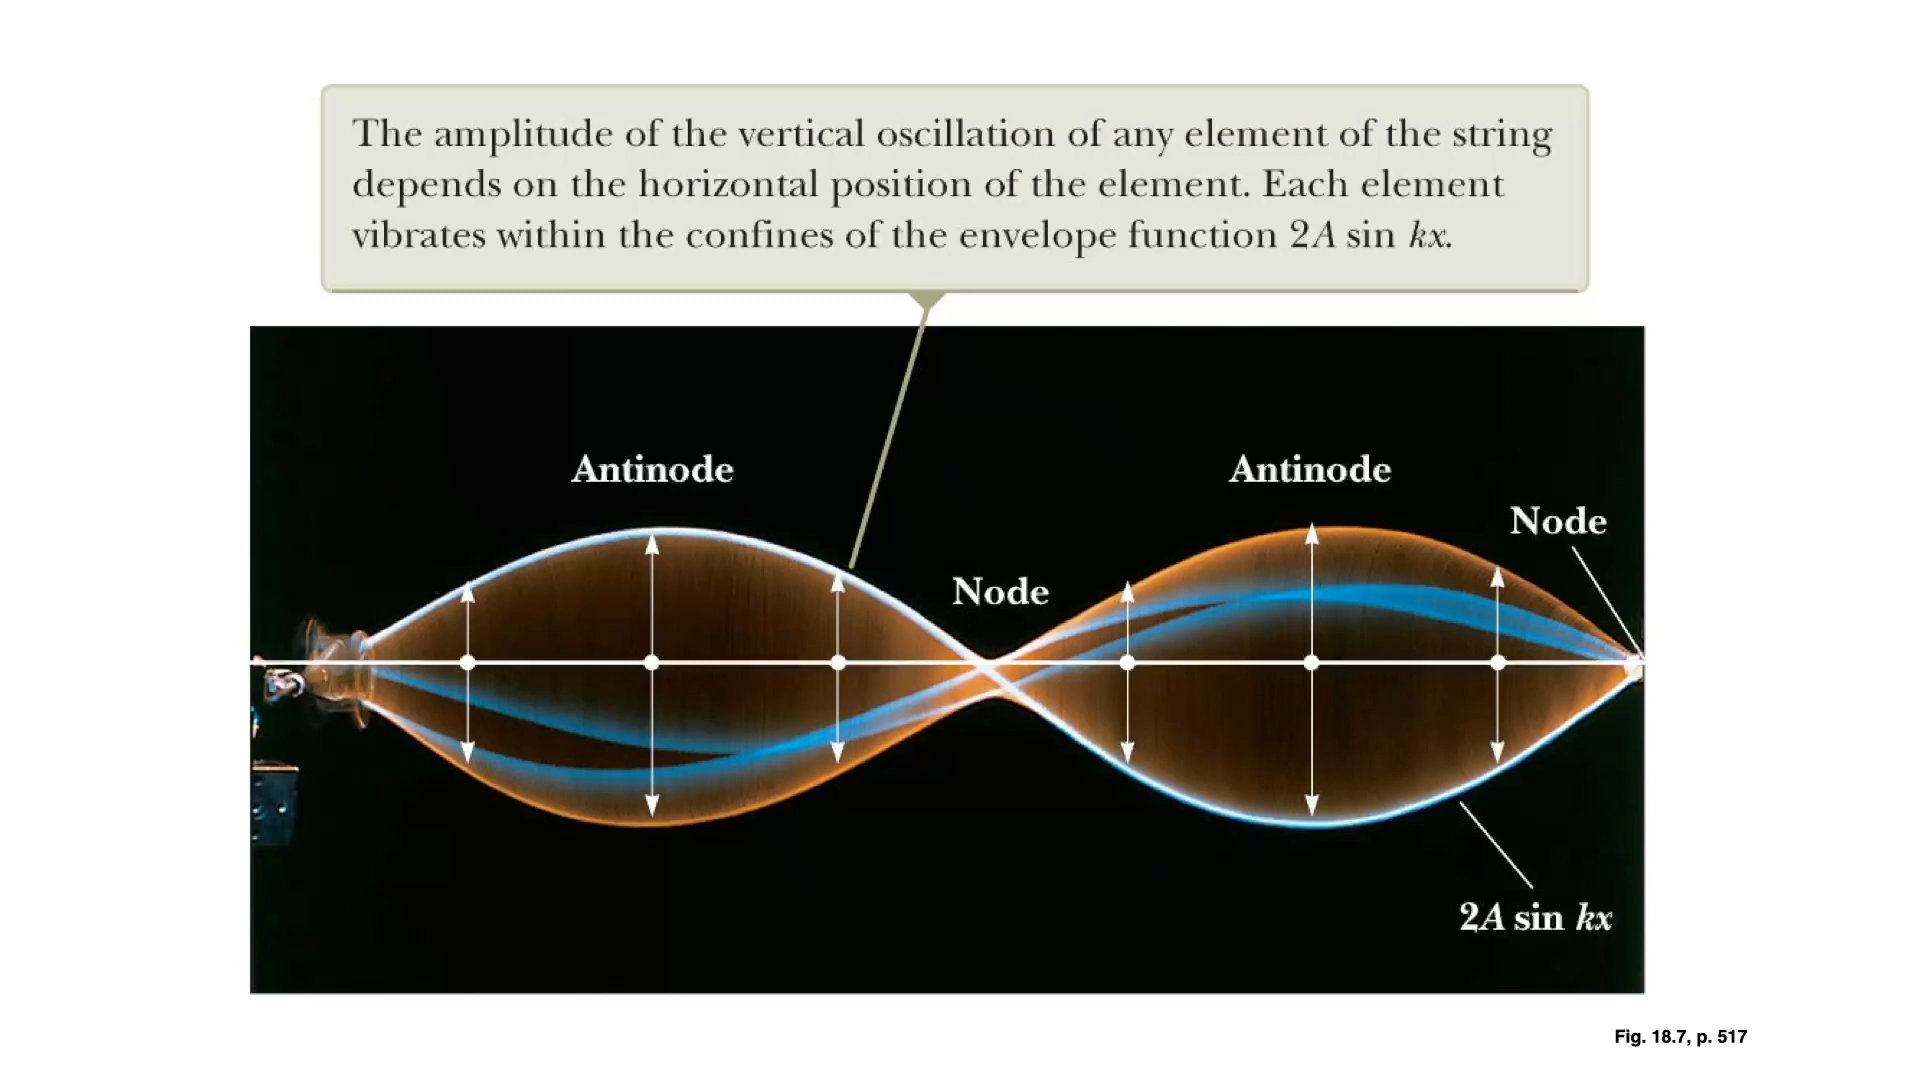 The amplitude of the vertical oscillation of any element of the string
depends on the horizontal position of the element. Each element
vibrates within the confines of the envelope function 2A sin kx.
Antinode
Antinode
Node
Node
2A sin kx
Fig. 18.7, p. 517